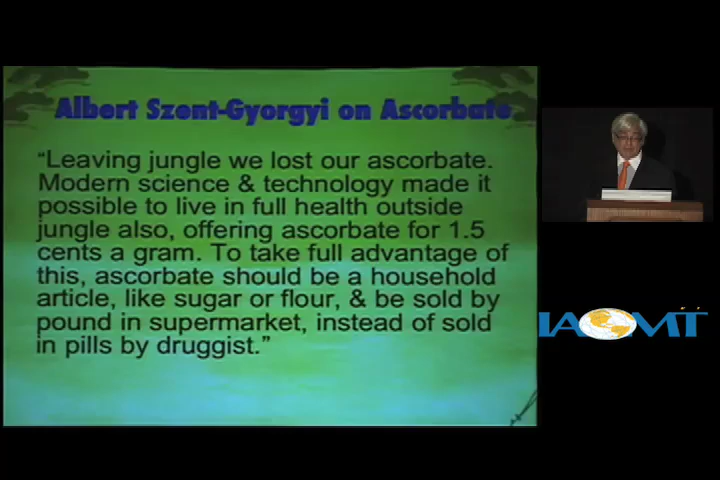 Albert Szent-Gyorgyi on Ascorbate
"Leaving jungle we lost our ascorbate.
Modern science & technology made it
possible to live in full health outside
jungle also, offering ascorbate for 1.5
cents a gram. To take full advantage of
this, ascorbate should be a household
article, like sugar or flour, & be sold by
pound in supermarket, instead of sold
in pills by druggist."
IAOMT